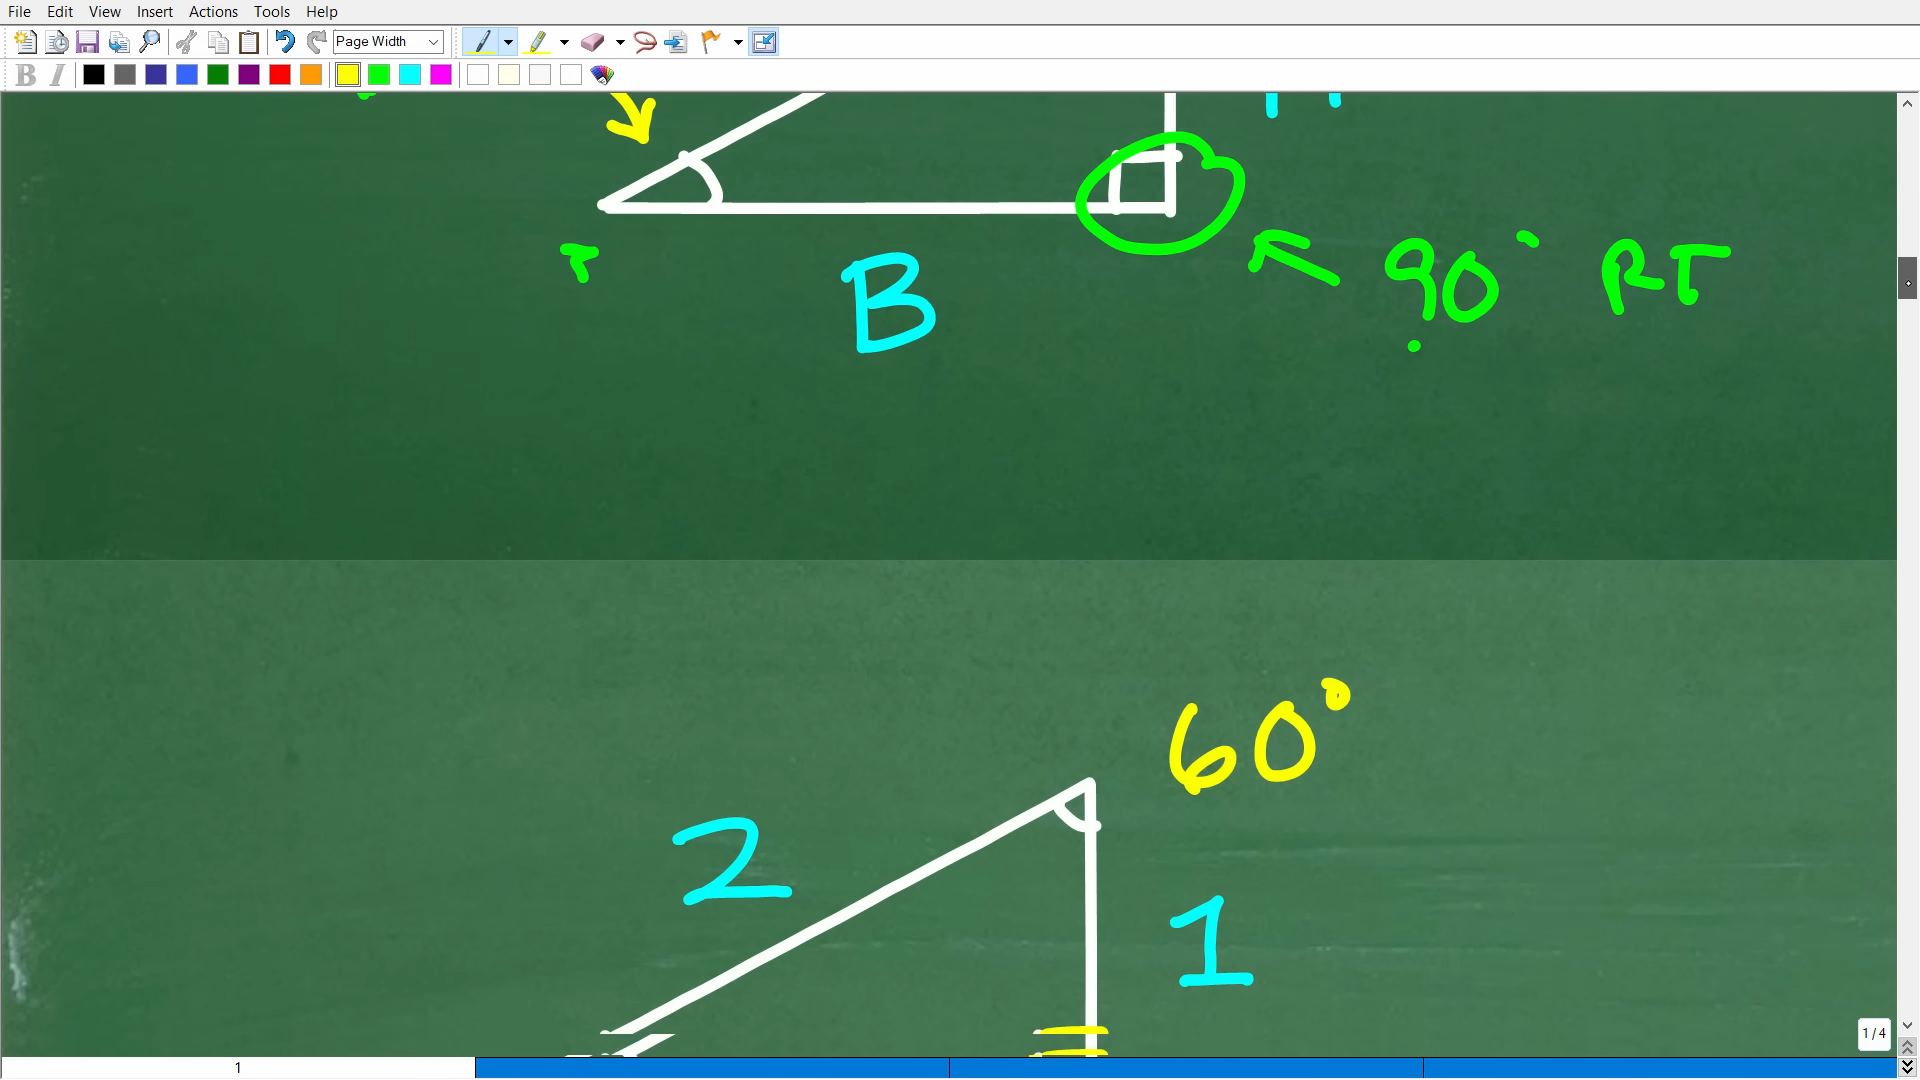 File Edit View Insert Actions Tools Help
Page Width
B I
B
90° RT
60°
2
1
1 / 4
1